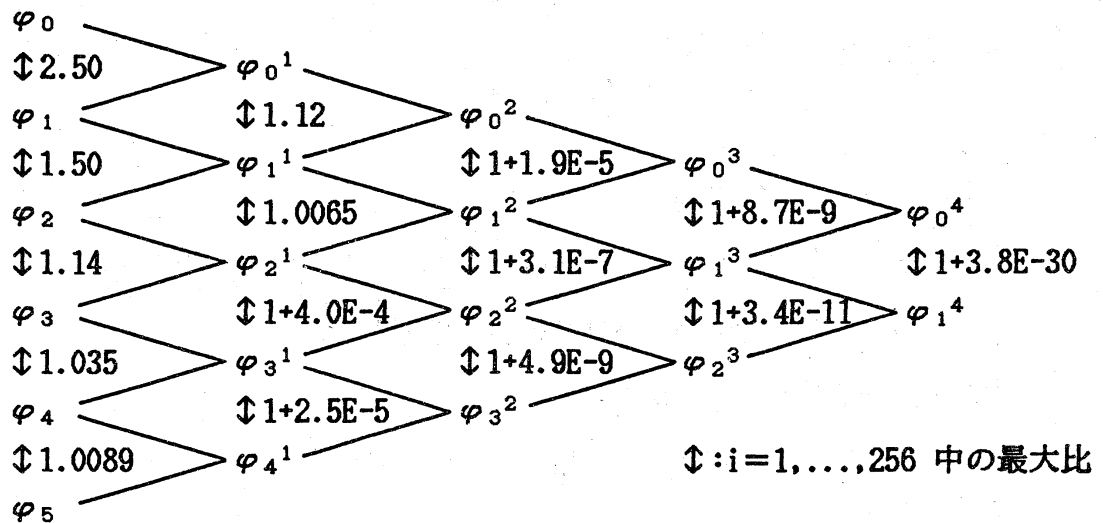 φ₀
↕2.50 φ₀¹
φ₁ ↕1.12 φ₀²
↕1.50 φ₁¹ ↕1+1.9E-5 φ₀³
φ₂ ↕1.0065 φ₁² ↕1+8.7E-9 φ₀⁴
↕1.14 φ₂¹ ↕1+3.1E-7 φ₁³ ↕1+3.8E-30
φ₃ ↕1+4.0E-4 φ₂² ↕1+3.4E-11 φ₁⁴
↕1.035 φ₃¹ ↕1+4.9E-9 φ₂³
φ₄ ↕1+2.5E-5 φ₃²
↕1.0089 φ₄¹ ↕:i=1,...,256 中の最大比
φ₅